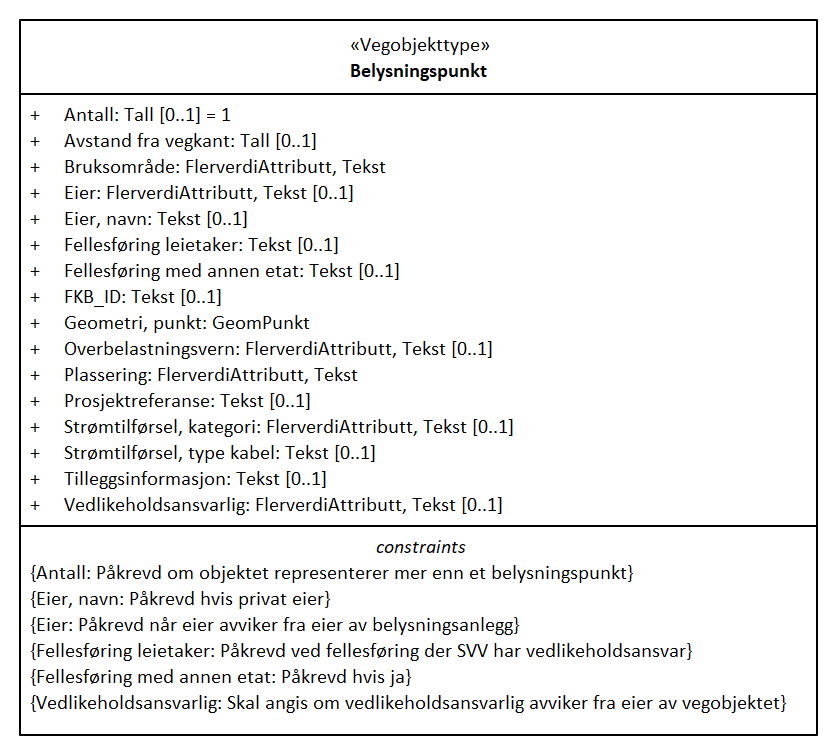 «Vegobjekttype»
Belysningspunkt
+ Antall: Tall [0..1] = 1
+ Avstand fra vegkant: Tall [0..1]
+ Bruksområde: FlerverdiAttributt, Tekst
+ Eier: FlerverdiAttributt, Tekst [0..1]
+ Eier, navn: Tekst [0..1]
+ Fellesføring leietaker: Tekst [0..1]
+ Fellesføring med annen etat: Tekst [0..1]
+ FKB_ID: Tekst [0..1]
+ Geometri, punkt: GeomPunkt
+ Overbelastningsvern: FlerverdiAttributt, Tekst [0..1]
+ Plassering: FlerverdiAttributt, Tekst
+ Prosjektreferanse: Tekst [0..1]
+ Strømtilførsel, kategori: FlerverdiAttributt, Tekst [0..1]
+ Strømtilførsel, type kabel: Tekst [0..1]
+ Tilleggsinformasjon: Tekst [0..1]
+ Vedlikeholdsansvarlig: FlerverdiAttributt, Tekst [0..1]
constraints
{Antall: Påkrevd om objektet representerer mer enn et belysningspunkt}
{Eier, navn: Påkrevd hvis privat eier}
{Eier: Påkrevd når eier avviker fra eier av belysningsanlegg}
{Fellesføring leietaker: Påkrevd ved fellesføring der SVV har vedlikeholdsansvar}
{Fellesføring med annen etat: Påkrevd hvis ja}
{Vedlikeholdsansvarlig: Skal angis om vedlikeholdsansvarlig avviker fra eier av vegobjektet}